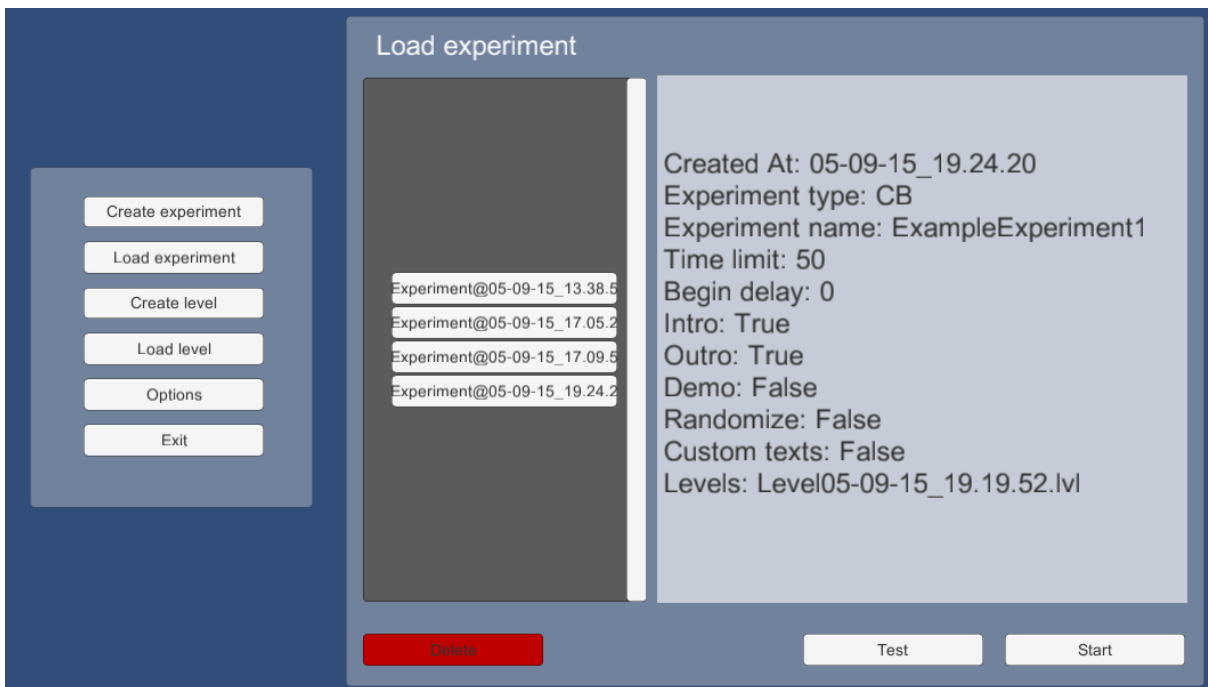 Load experiment
Create experiment
Load experiment
Create level
Load level
Options
Exit
Experiment@05-09-15_13.38.5
Experiment@05-09-15_17.05.2
Experiment@05-09-15_17.09.5
Experiment@05-09-15_19.24.2
Created At: 05-09-15_19.24.20
Experiment type: CB
Experiment name: ExampleExperiment1
Time limit: 50
Begin delay: 0
Intro: True
Outro: True
Demo: False
Randomize: False
Custom texts: False
Levels: Level05-09-15_19.19.52.lvl
Delete
Test
Start